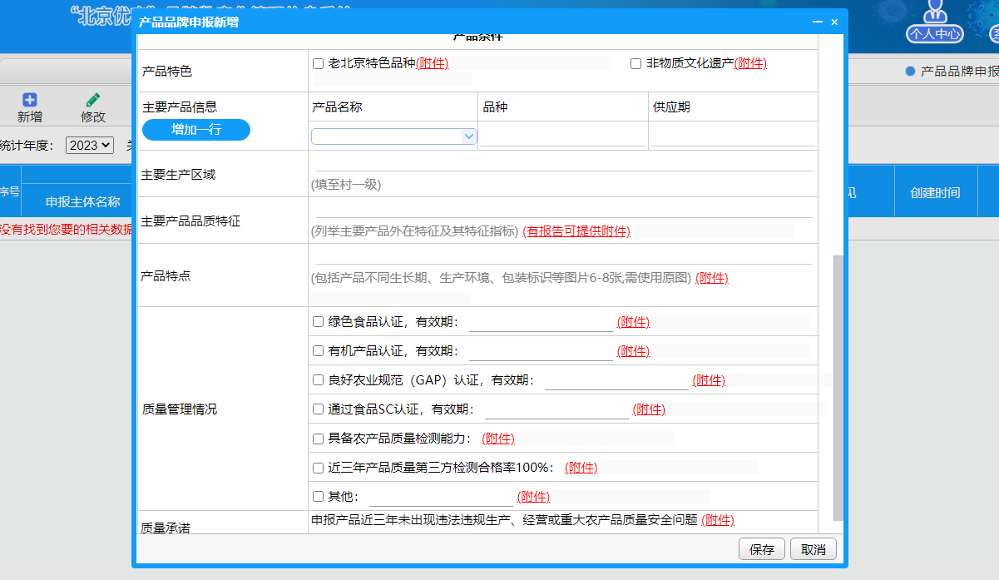 “北京优
产品品牌申报新增
个人中心
产品品牌申报
新增
修改
统计年度：
2023
序号
申报主体名称
创建时间
没有找到您要的相关数据
产品条件
产品特色
老北京特色品种(附件)
非物质文化遗产(附件)
主要产品信息
增加一行
产品名称
品种
供应期
主要生产区域
(填至村一级)
主要产品品质特征
(列举主要产品外在特征及其特征指标) (有报告可提供附件)
产品特点
(包括产品不同生长期、生产环境、包装标识等图片6-8张,需使用原图) (附件)
质量管理情况
绿色食品认证，有效期： (附件)
有机产品认证，有效期： (附件)
良好农业规范（GAP）认证，有效期： (附件)
通过食品SC认证，有效期： (附件)
具备农产品质量检测能力： (附件)
近三年产品质量第三方检测合格率100%： (附件)
其他： (附件)
质量承诺
申报产品近三年未出现违法违规生产、经营或重大农产品质量安全问题 (附件)
保存
取消